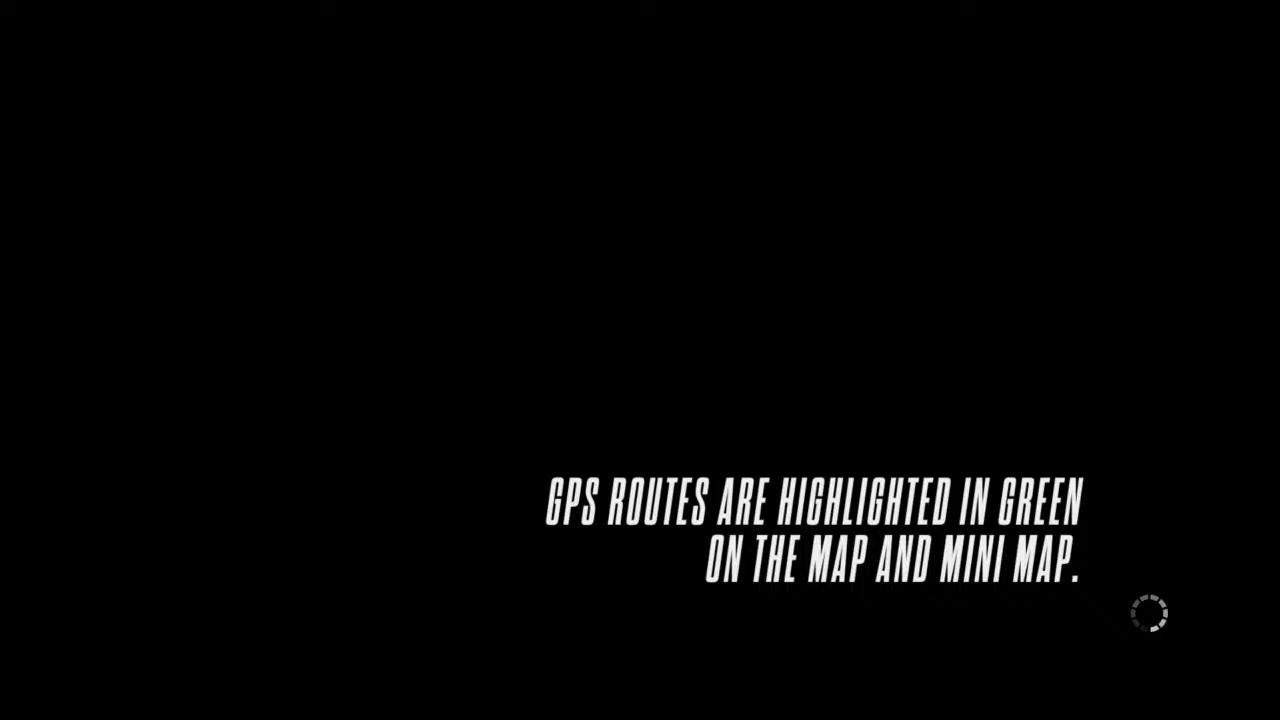 GPS ROUTES ARE HIGHLIGHTED IN GREEN
ON THE MAP AND MINI MAP.